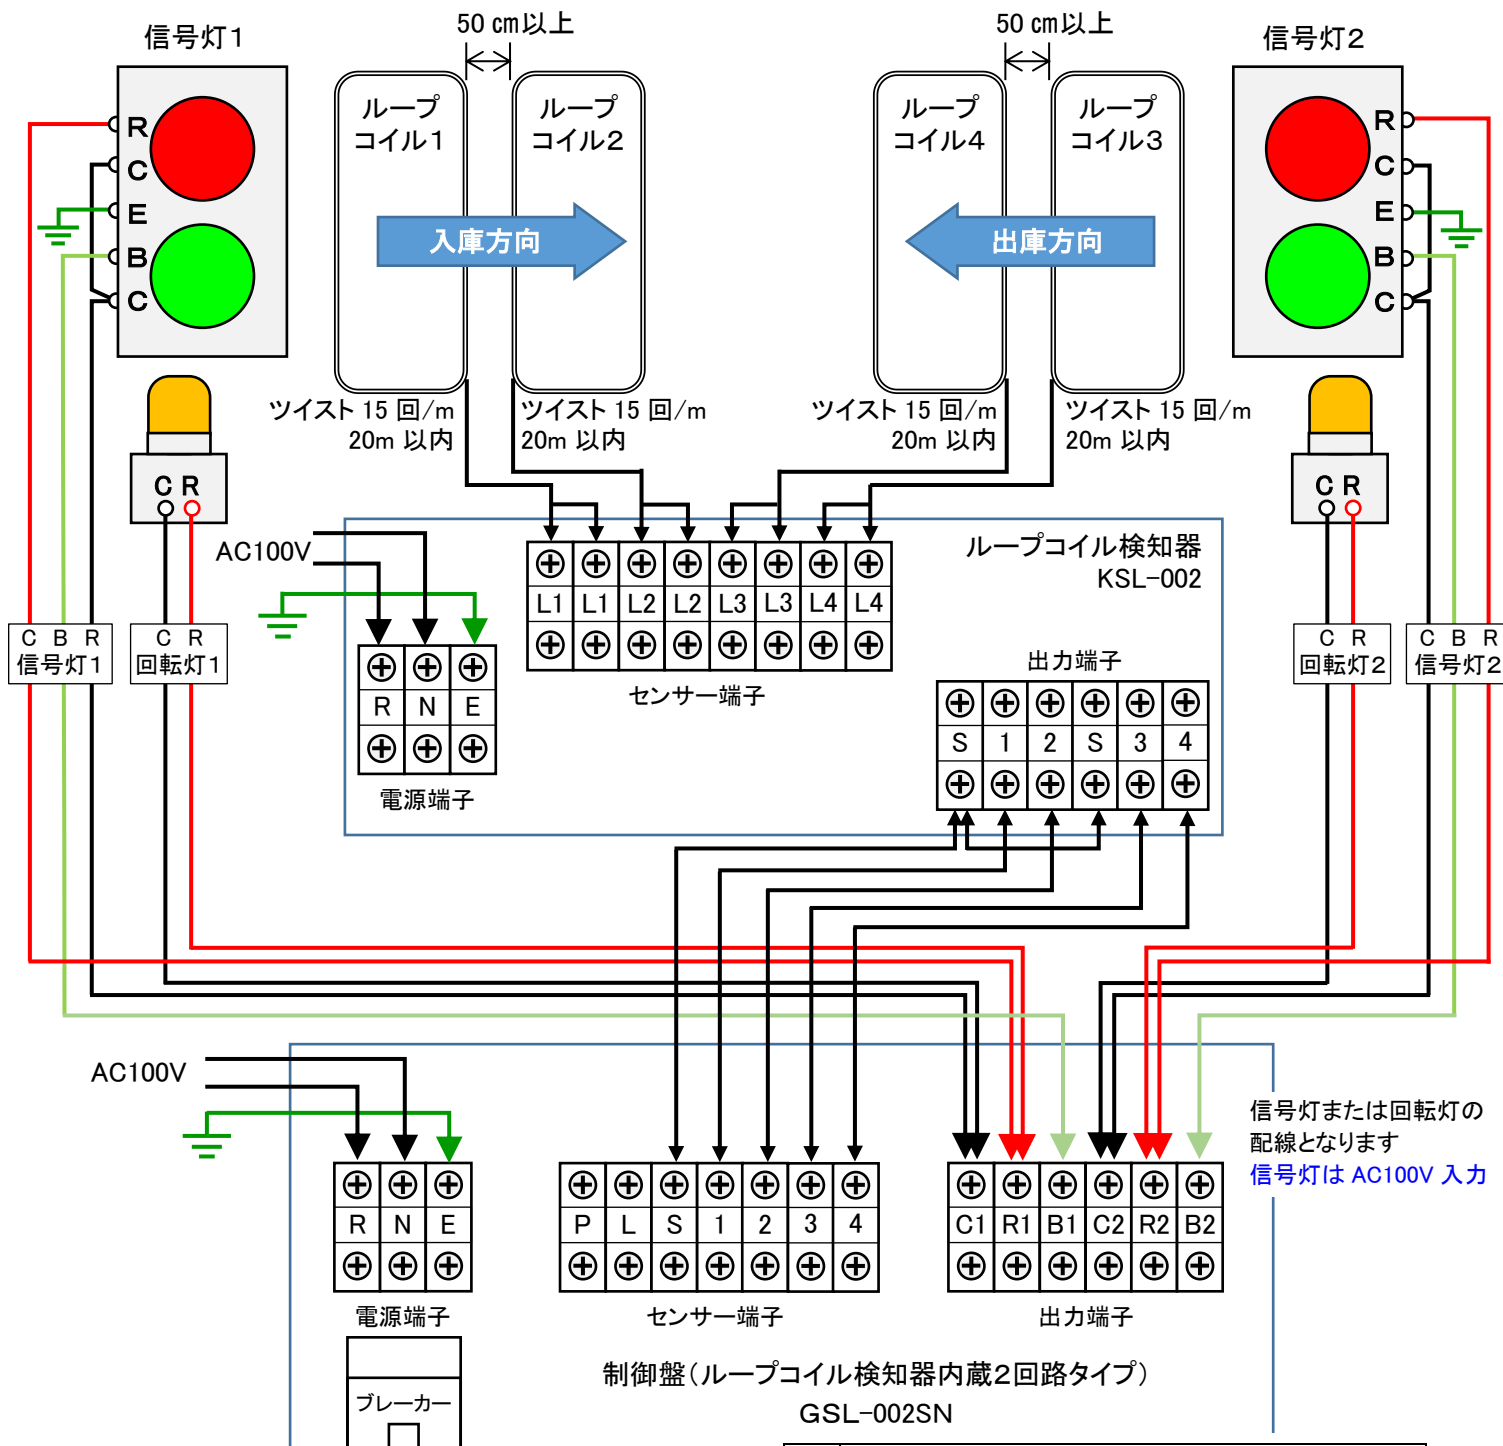 50 ㎝以上
50 ㎝以上
信号灯1
信号灯2
ループ
コイル1
ループ
コイル2
ループ
コイル4
ループ
コイル3
R
C
E
B
C
R
C
E
B
C
入庫方向
出庫方向
ツイスト 15 回/m
20m 以内
ツイスト 15 回/m
20m 以内
ツイスト 15 回/m
20m 以内
ツイスト 15 回/m
20m 以内
C R
C R
AC100V
ループコイル検知器
KSL-002
L1 L1 L2 L2 L3 L3 L4 L4
センサー端子
C B R
信号灯1
C R
回転灯1
C R
回転灯2
C B R
信号灯2
R N E
電源端子
出力端子
S 1 2 S 3 4
AC100V
信号灯または回転灯の
配線となります
信号灯は AC100V 入力
R N E
電源端子
P L S 1 2 3 4
センサー端子
C1 R1 B1 C2 R2 B2
出力端子
制御盤(ループコイル検知器内蔵2回路タイプ)
GSL-002SN
ブレーカー